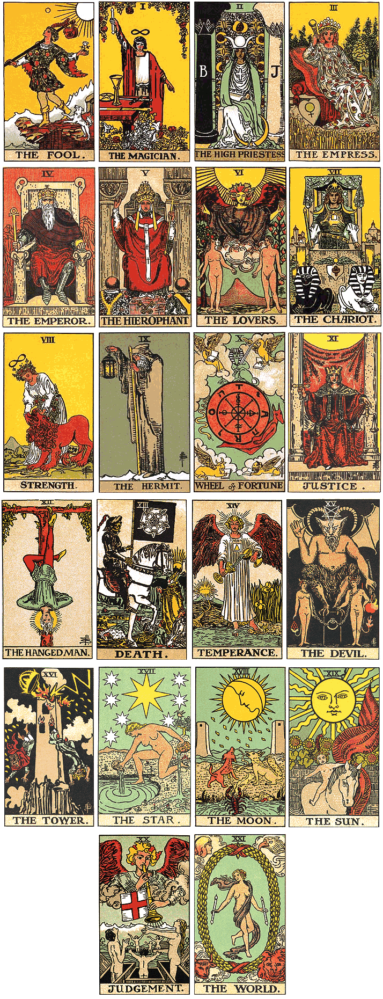 THE FOOL.
I
THE MAGICIAN.
II
B
J
THE HIGH PRIESTESS
III
THE EMPRESS.
IV
THE EMPEROR.
V
THE HIEROPHANT
VI
THE LOVERS.
VII
THE CHARIOT.
VIII
STRENGTH.
IX
THE HERMIT.
X
T
A
R
O
WHEEL of FORTUNE
XI
JUSTICE.
XII
THE HANGED MAN.
XIII
DEATH.
XIV
TEMPERANCE.
XV
THE DEVIL.
XVI
THE TOWER.
XVII
THE STAR.
XVIII
THE MOON.
XIX
THE SUN.
XX
JUDGEMENT.
XXI
THE WORLD.